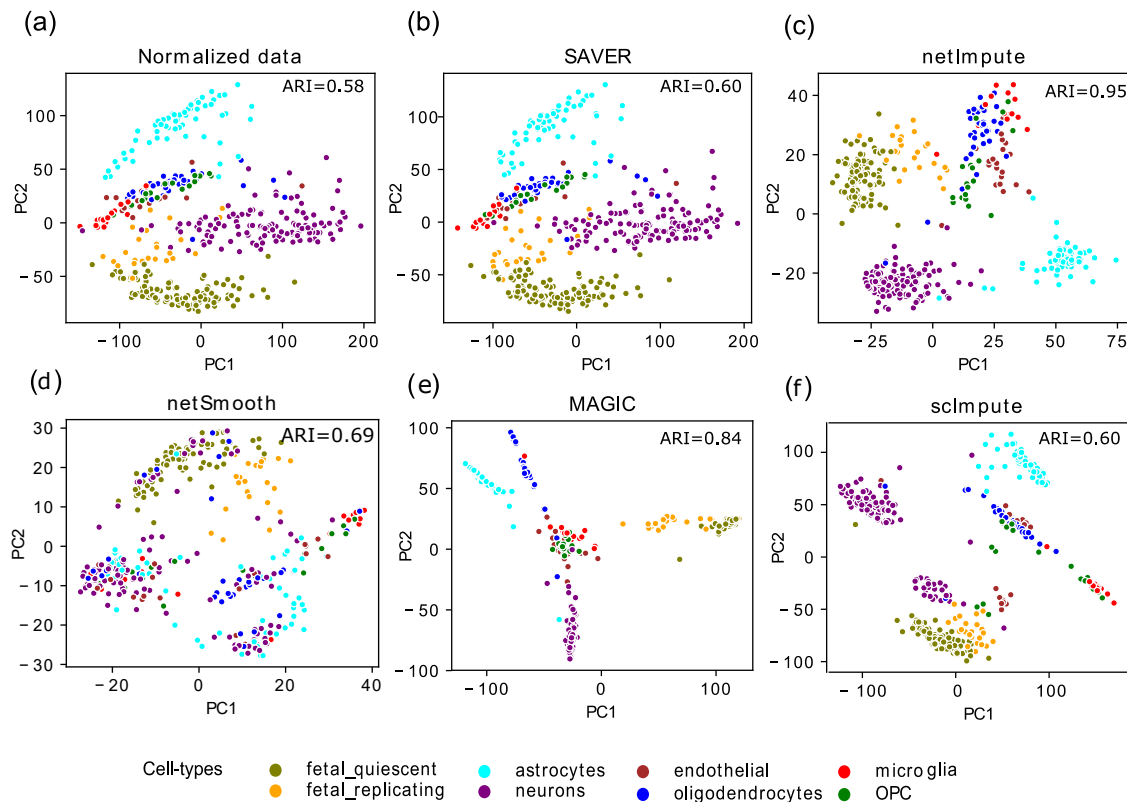 (a)
Normalized data
ARI=0.58
PC2
100
50
0
−50
−100
0
100
200
PC1
(b)
SAVER
ARI=0.60
PC2
100
50
0
−50
−100
0
100
200
PC1
(c)
netImpute
ARI=0.95
PC2
40
20
0
−20
−25
0
25
50
75
PC1
(d)
netSmooth
ARI=0.69
PC2
30
20
10
0
−10
−20
−30
−20
0
20
40
PC1
(e)
MAGIC
ARI=0.84
PC2
100
50
0
−50
−100
−100
0
100
PC1
(f)
scImpute
ARI=0.60
PC2
100
50
0
−50
−100
−100
0
100
PC1
Cell-types
fetal_quiescent
astrocytes
endothelial
microglia
fetal_replicating
neurons
oligodendrocytes
OPC